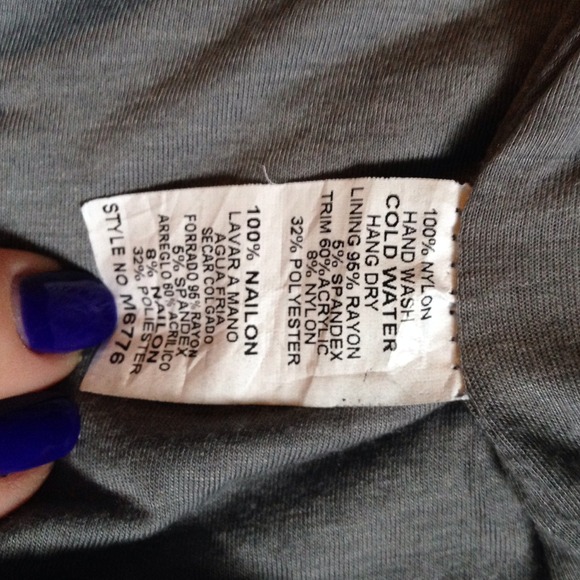 100% NYLON
HAND WASH
COLD WATER
HANG DRY
LINING 95% RAYON
5% SPANDEX
TRIM 60% ACRYLIC
8% NYLON
32% POLYESTER
100% NAILON
LAVAR A MANO
AGUA FRIA
SECAR COLGADO
FORRADO 95% RAYON
5% SPANDEX
ARREGLO 60% ACRILICO
8% NAILON
32% POLIESTER
STYLE NO M6776